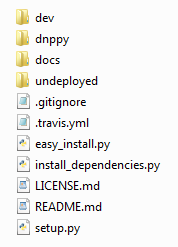 dev
dnppy
docs
undeployed
.gitignore
.travis.yml
easy_install.py
install_dependencies.py
LICENSE.md
README.md
setup.py